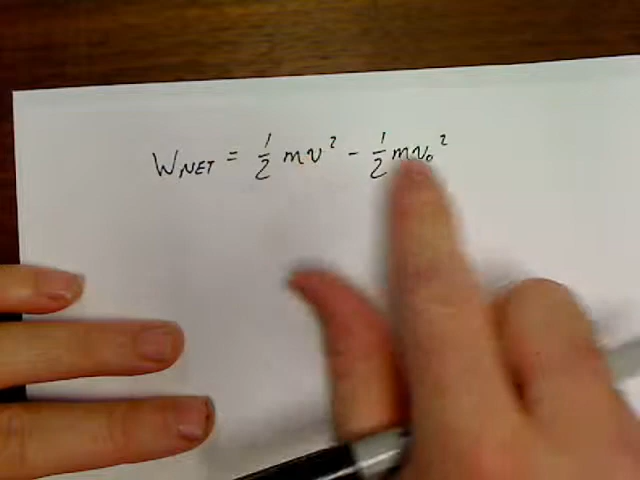 W_NET = 1/2 mv² - 1/2 mv₀²